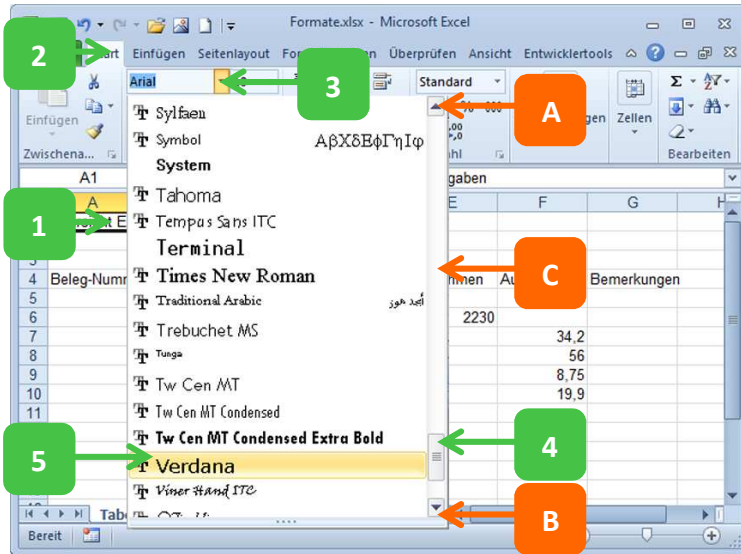 Formate.xlsx - Microsoft Excel
2
Einfügen Seitenlayout Überprüfen Ansicht Entwicklertools
3
Arial
Standard
Einfügen
Zellen
Zwischena...
Bearbeiten
A
Sylfaen
Symbol ΑβΧδΕφΓηΙφ
System
A1
Tahoma
A E F G H
1
Tempus Sans ITC
Terminal
C
Times New Roman
4 Beleg-Numm Bemerkungen
Traditional Arabic أبجد هوز
5
6 2230
Trebuchet MS
7 34,2
Tunga
8 56
9 8,75
Tw Cen MT
10 19,9
Tw Cen MT Condensed
11
Tw Cen MT Condensed Extra Bold
4
5
Verdana
Viner Hand ITC
B
Bereit